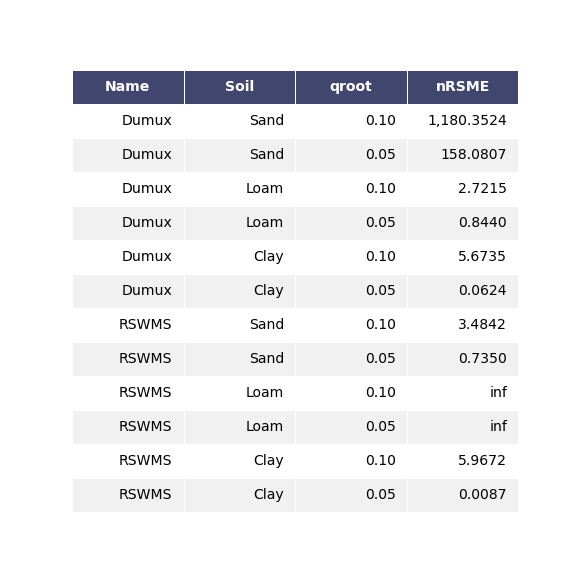 Name Soil qroot nRSME
Dumux Sand 0.10 1,180.3524
Dumux Sand 0.05 158.0807
Dumux Loam 0.10 2.7215
Dumux Loam 0.05 0.8440
Dumux Clay 0.10 5.6735
Dumux Clay 0.05 0.0624
RSWMS Sand 0.10 3.4842
RSWMS Sand 0.05 0.7350
RSWMS Loam 0.10 inf
RSWMS Loam 0.05 inf
RSWMS Clay 0.10 5.9672
RSWMS Clay 0.05 0.0087